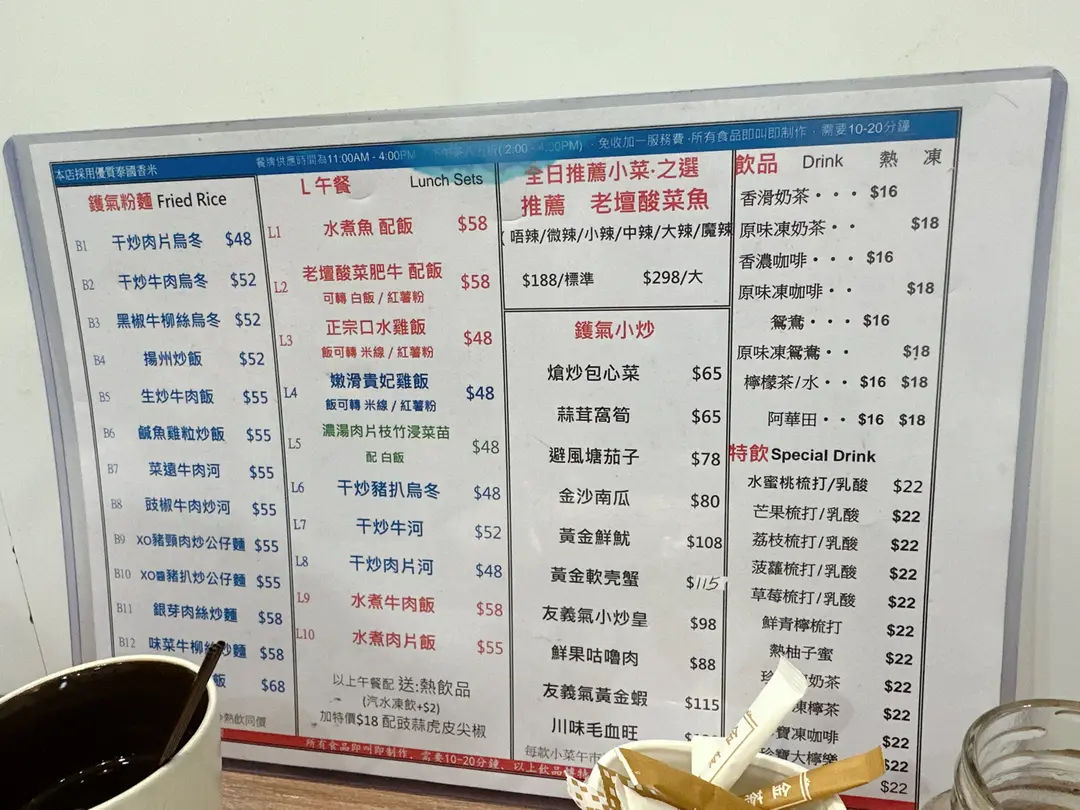 本店採用優質泰國香米
餐牌供應時間為11:00AM - 4:00PM
免收加一服務費·所有食品即叫即制作，需要10-20分鐘
鑊氣粉麵 Fried Rice
B1 干炒肉片烏冬 $48
B2 干炒牛肉烏冬 $52
B3 黑椒牛柳絲烏冬 $52
B4 揚州炒飯 $52
B5 生炒牛肉飯 $55
B6 鹹魚雞粒炒飯 $55
B7 菜遠牛肉河 $55
B8 豉椒牛肉炒河 $55
B9 XO豬頸肉炒公仔麵 $55
B10 XO醬豬扒炒公仔麵 $55
B11 銀芽肉絲炒麵 $58
B12 味菜牛柳絲炒麵 $58
飯 $68
熱飲同價
L 午餐 Lunch Sets
L1 水煮魚 配飯 $58
L2 老壇酸菜肥牛 配飯 $58
可轉 白飯 / 紅薯粉
L3 正宗口水雞飯 $48
飯可轉 米線 / 紅薯粉
L4 嫩滑貴妃雞飯 $48
飯可轉 米線 / 紅薯粉
L5 濃湯肉片枝竹浸菜苗 $48
配 白飯
L6 干炒豬扒烏冬 $48
L7 干炒牛河 $52
L8 干炒肉片河 $48
L9 水煮牛肉飯 $58
L10 水煮肉片飯 $55
以上午餐配 送:熱飲品
(汽水凍飲+$2)
加特價$18 配豉蒜虎皮尖椒
全日推薦小菜·之選
推薦 老壇酸菜魚
( 唔辣/微辣/小辣/中辣/大辣/魔辣
$188/標準 $298/大
鑊氣小炒
熗炒包心菜 $65
蒜茸窩筍 $65
避風塘茄子 $78
金沙南瓜 $80
黃金鮮魷 $108
黃金軟壳蟹 $115
友義氣小炒皇 $98
鮮果咕嚕肉 $88
友義氣黃金蝦 $115
川味毛血旺
每款小菜午市
飲品 Drink 熱 凍
香滑奶茶・・・ $16
原味凍奶茶・・ $18
香濃咖啡・・・ $16
原味凍咖啡・・ $18
鴛鴦・・・ $16
原味凍鴛鴦・・ $18
檸檬茶/水・・ $16 $18
阿華田・・ $16 $18
特飲 Special Drink
水蜜桃梳打/乳酸 $22
芒果梳打/乳酸 $22
荔枝梳打/乳酸 $22
菠蘿梳打/乳酸 $22
草莓梳打/乳酸 $22
鮮青檸梳打 $22
熱柚子蜜 $22
奶茶 $22
凍檸茶 $22
寶凍咖啡 $22
珍寶大檸樂 $22
$22
所有食品即叫即制作，需要10-20分鐘，以上飲品轉特